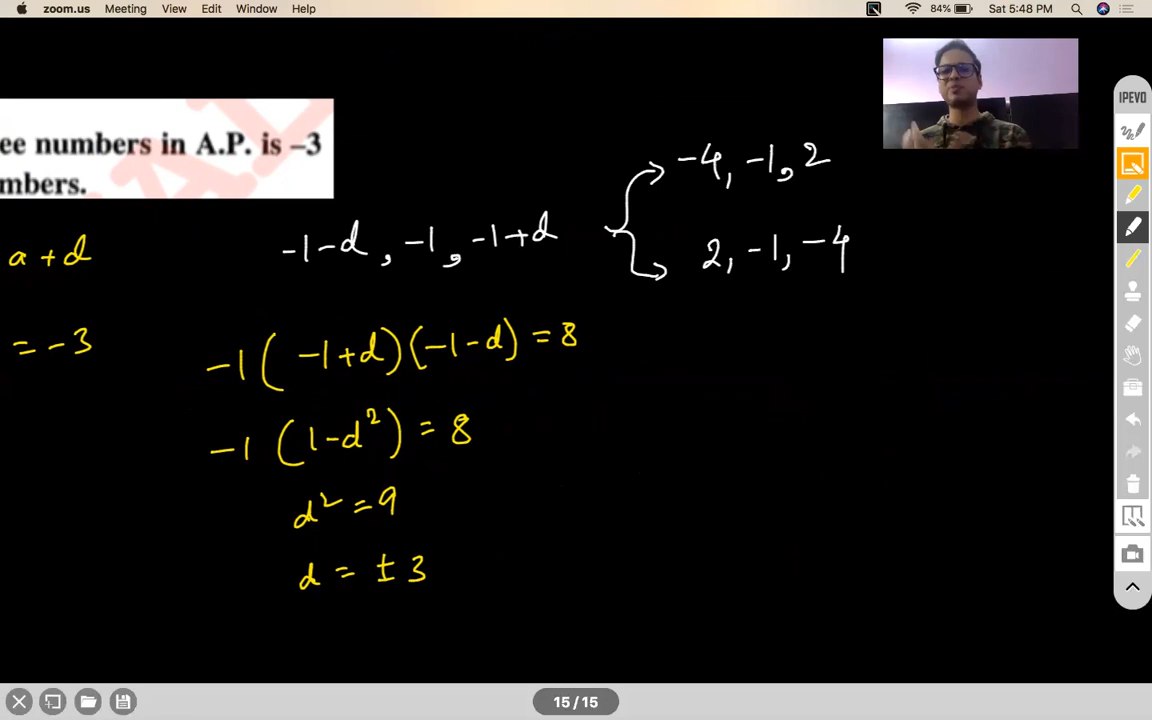 zoom.us Meeting View Edit Window Help 84% Sat 5:48 PM
IPEVO
ee numbers in A.P. is –3
mbers.
a + d
= -3
-1-d, -1, -1+d
-4, -1, 2
2, -1, -4
-1(-1+d)(-1-d) = 8
-1(1-d²) = 8
d² = 9
d = ± 3
15 / 15